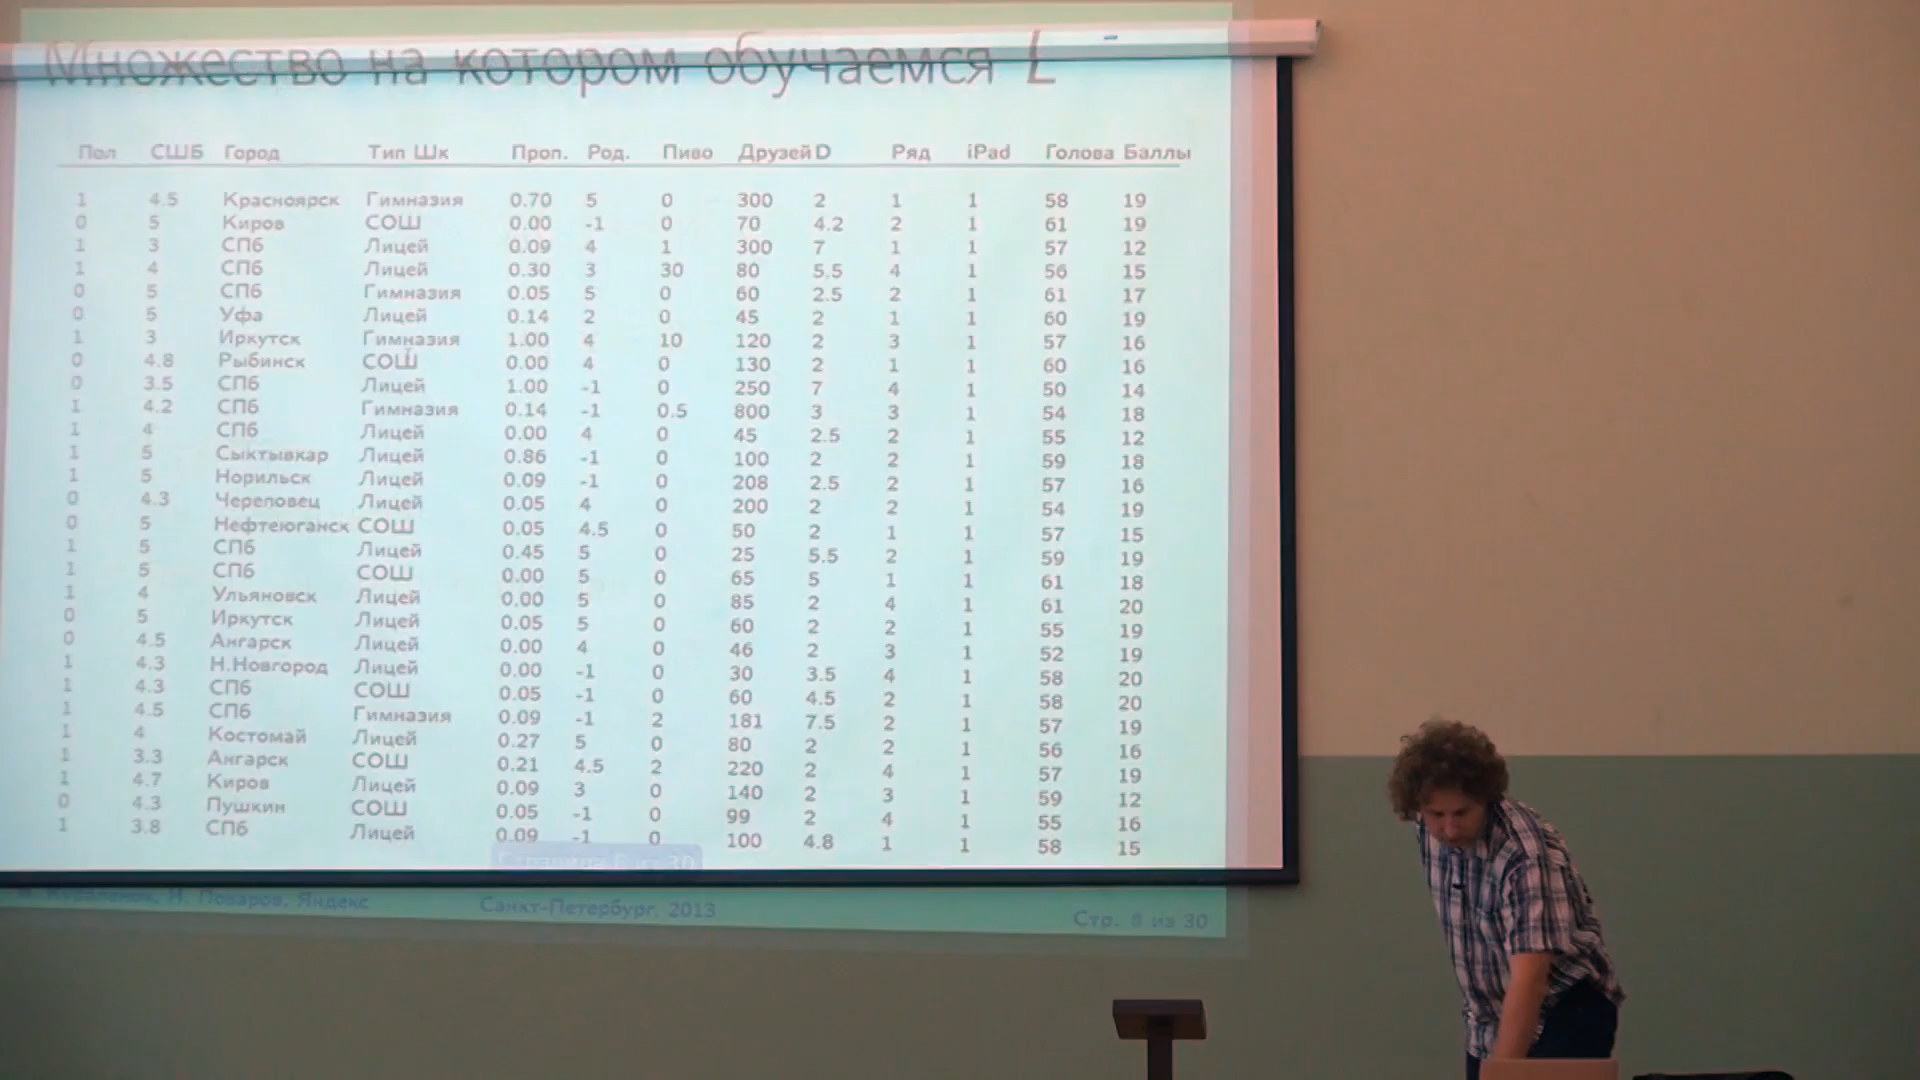 Множество на котором обучаемся L
Пол СШБ Город Тип Шк Проп. Род. Пиво Друзей D Ряд iPad Голова Баллы
1 4.5 Красноярск Гимназия 0.70 5 0 300 2 1 1 58 19
0 5 Киров СОШ 0.00 -1 0 70 4.2 2 1 61 19
1 3 СПб Лицей 0.09 4 1 300 7 1 1 57 12
1 4 СПб Лицей 0.30 3 30 80 5.5 4 1 56 15
0 5 СПб Гимназия 0.05 5 0 60 2.5 2 1 61 17
0 5 Уфа Лицей 0.14 2 0 45 2 1 1 60 19
1 3 Иркутск Гимназия 1.00 4 10 120 2 3 1 57 16
0 4.8 Рыбинск СОШ 0.00 4 0 130 2 1 1 60 16
0 3.5 СПб Лицей 1.00 -1 0 250 7 4 1 50 14
1 4.2 СПб Гимназия 0.14 -1 0.5 800 3 3 1 54 18
1 4 СПб Лицей 0.00 4 0 45 2.5 2 1 55 12
1 5 Сыктывкар Лицей 0.86 -1 0 100 2 2 1 59 18
1 5 Норильск Лицей 0.09 -1 0 208 2.5 2 1 57 16
0 4.3 Череповец Лицей 0.05 4 0 200 2 2 1 54 19
0 5 Нефтеюганск СОШ 0.05 4.5 0 50 2 1 1 57 15
1 5 СПб Лицей 0.45 5 0 25 5.5 2 1 59 19
1 5 СПб СОШ 0.00 5 0 65 5 1 1 61 18
1 4 Ульяновск Лицей 0.00 5 0 85 2 4 1 61 20
0 5 Иркутск Лицей 0.05 5 0 60 2 2 1 55 19
0 4.5 Ангарск Лицей 0.00 4 0 46 2 3 1 52 19
1 4.3 Н.Новгород Лицей 0.00 -1 0 30 3.5 4 1 58 20
1 4.3 СПб СОШ 0.05 -1 0 60 4.5 2 1 58 20
1 4.5 СПб Гимназия 0.09 -1 2 181 7.5 2 1 57 19
1 4 Костомай Лицей 0.27 5 0 80 2 2 1 56 16
1 3.3 Ангарск СОШ 0.21 4.5 2 220 2 4 1 57 19
1 4.7 Киров Лицей 0.09 3 0 140 2 3 1 59 12
0 4.3 Пушкин СОШ 0.05 -1 0 99 2 4 1 55 16
1 3.8 СПб Лицей 0.09 -1 0 100 4.8 1 1 58 15
Н. Поваров, Яндекс Санкт-Петербург, 2013 Стр. из 30